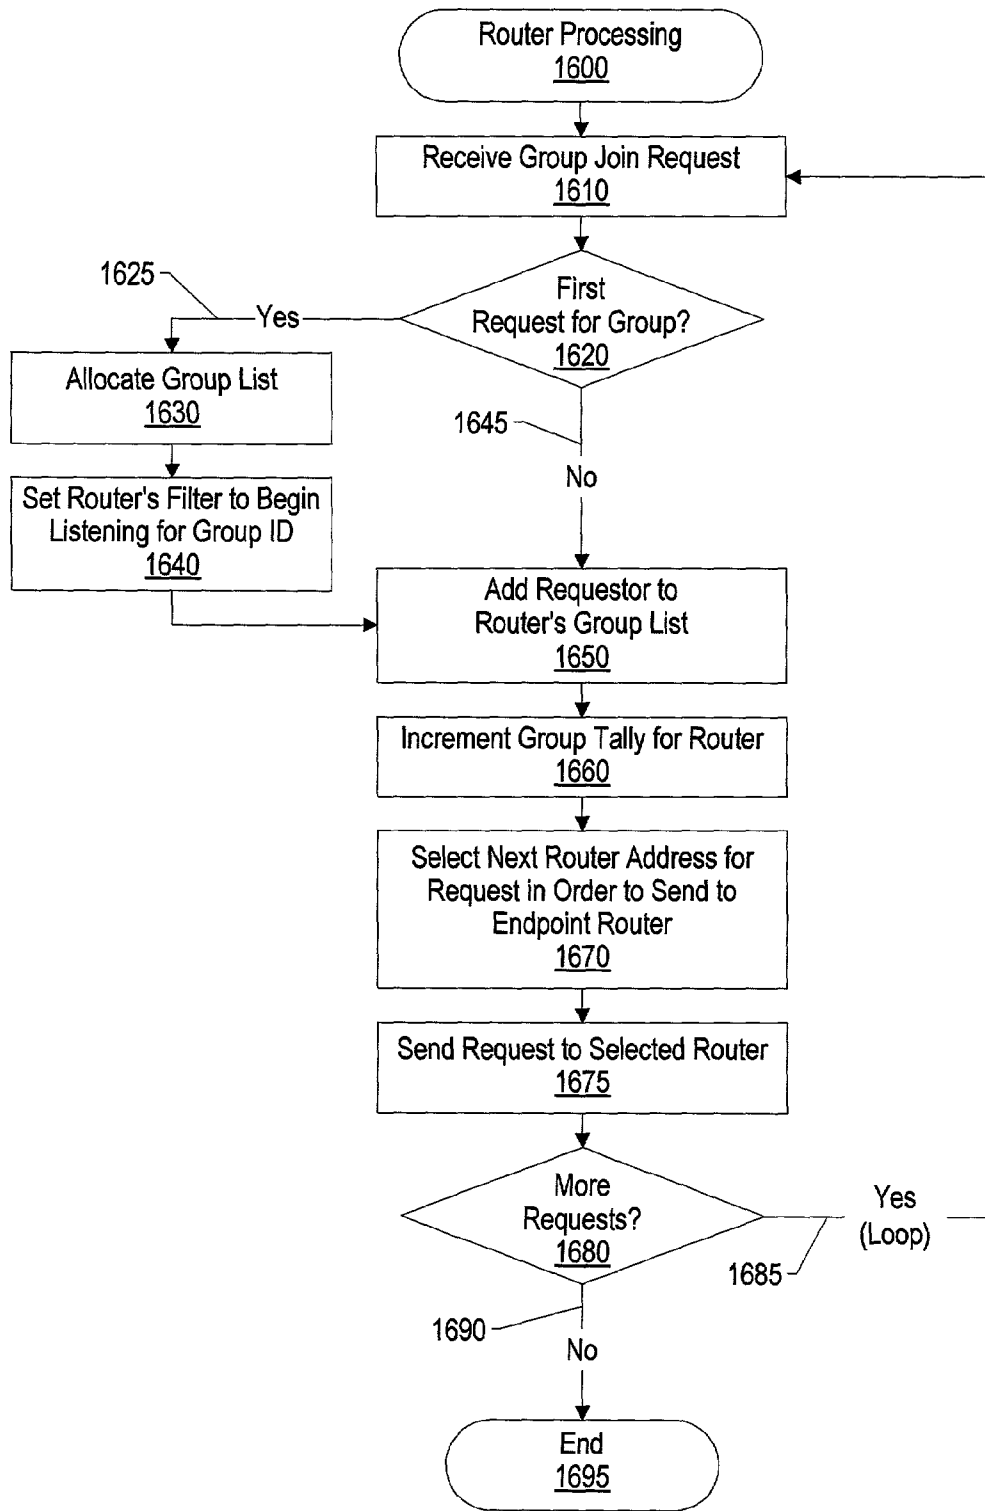 Router Processing
1600
Receive Group Join Request
1610
1625
Yes
First
Request for Group?
1620
Allocate Group List
1630
1645
No
Set Router's Filter to Begin
Listening for Group ID
1640
Add Requestor to
Router's Group List
1650
Increment Group Tally for Router
1660
Select Next Router Address for
Request in Order to Send to
Endpoint Router
1670
Send Request to Selected Router
1675
More
Requests?
1680
Yes
(Loop)
1685
1690
No
End
1695